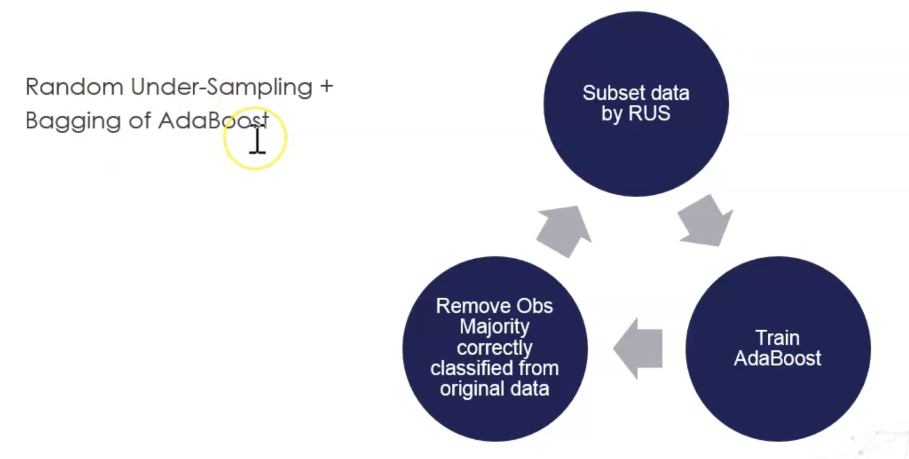 Random Under-Sampling +
Bagging of AdaBoost
Subset data
by RUS
Train
AdaBoost
Remove Obs
Majority
correctly
classified from
original data